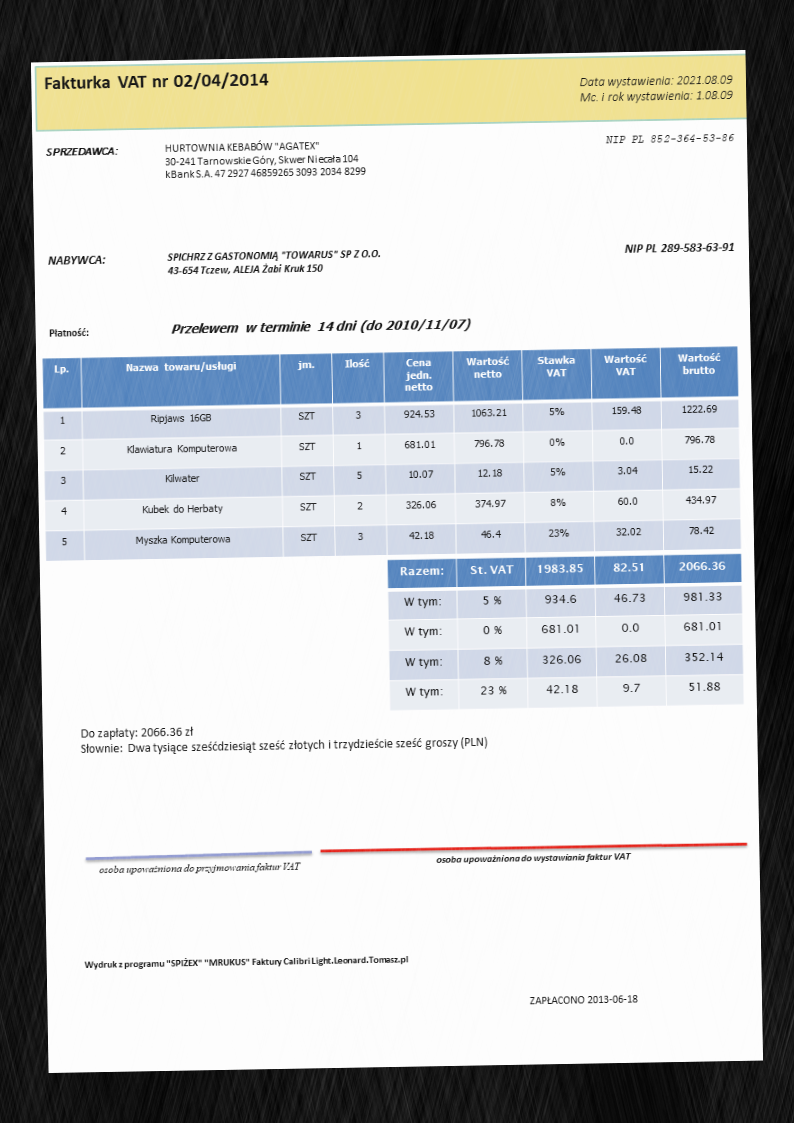 Fakturka VAT nr 02/04/2014
Data wystawienia: 2021.08.09
Mc. i rok wystawienia: 1.08.09
SPRZEDAWCA:
HURTOWNIA KEBABÓW "AGATEX"
30-241 Tarnowskie Góry, Skwer Niecała 104
kBank S.A. 47 2927 46859265 3093 2034 8299
NIP PL 852-364-53-86
NABYWCA:
SPICHRZ Z GASTONOMIĄ "TOWARUS" SP Z O.O.
43-654 Tczew, ALEJA Żabi Kruk 150
NIP PL 289-583-63-91
Płatność: Przelewem w terminie 14 dni (do 2010/11/07)
Lp. Nazwa towaru/usługi jm. Ilość Cena jedn. netto Wartość netto Stawka VAT Wartość VAT Wartość brutto
1 Ripjaws 16GB SZT 3 924.53 1063.21 5% 159.48 1222.69
2 Klawiatura Komputerowa SZT 1 681.01 796.78 0% 0.0 796.78
3 Kilwater SZT 5 10.07 12.18 5% 3.04 15.22
4 Kubek do Herbaty SZT 2 326.06 374.97 8% 60.0 434.97
5 Myszka Komputerowa SZT 3 42.18 46.4 23% 32.02 78.42
Razem: St. VAT 1983.85 82.51 2066.36
W tym: 5 % 934.6 46.73 981.33
W tym: 0 % 681.01 0.0 681.01
W tym: 8 % 326.06 26.08 352.14
W tym: 23 % 42.18 9.7 51.88
Do zapłaty: 2066.36 zł
Słownie: Dwa tysiące sześćdziesiąt sześć złotych i trzydzieście sześć groszy (PLN)
osoba upoważniona do przyjmowania faktur VAT
osoba upoważniona do wystawiania faktur VAT
Wydruk z programu "SPIŻEX" "MRUKUS" Faktury Calibri Light.Leonard.Tomasz.pl
ZAPŁACONO 2013-06-18